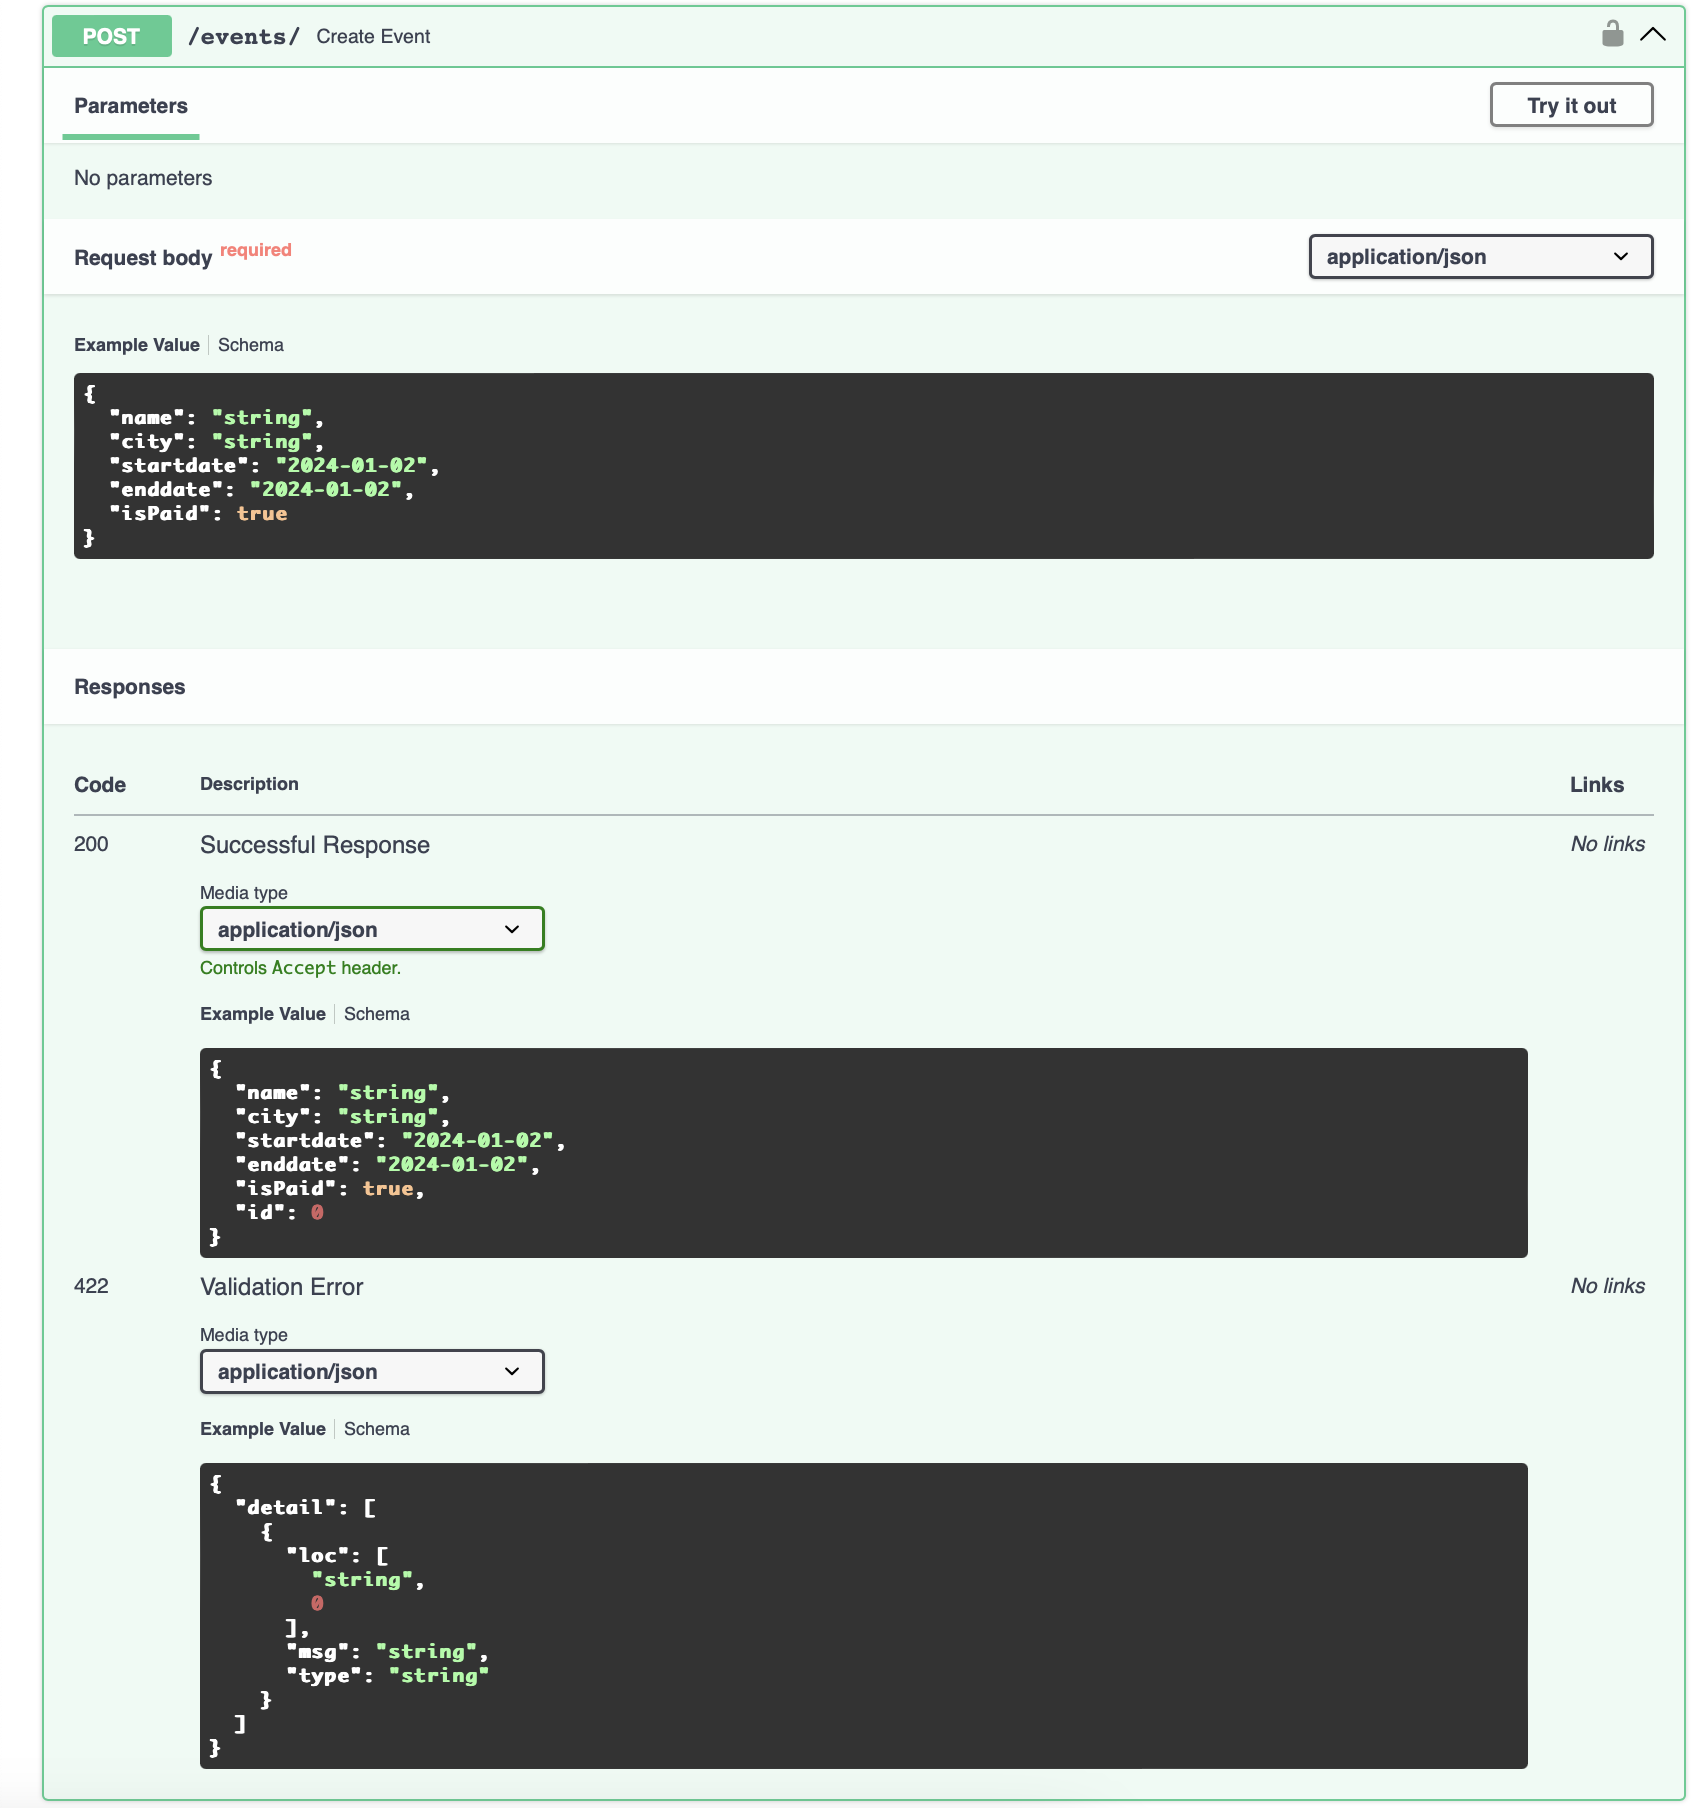 POST /events/ Create Event
Parameters
Try it out
No parameters
Request body required
application/json
Example Value Schema
{
  "name": "string",
  "city": "string",
  "startdate": "2024-01-02",
  "enddate": "2024-01-02",
  "isPaid": true
}
Responses
Code Description Links
200 Successful Response No links
Media type
application/json
Controls Accept header.
Example Value Schema
{
  "name": "string",
  "city": "string",
  "startdate": "2024-01-02",
  "enddate": "2024-01-02",
  "isPaid": true,
  "id": 0
}
422 Validation Error No links
Media type
application/json
Example Value Schema
{
  "detail": [
    {
      "loc": [
        "string",
        0
      ],
      "msg": "string",
      "type": "string"
    }
  ]
}